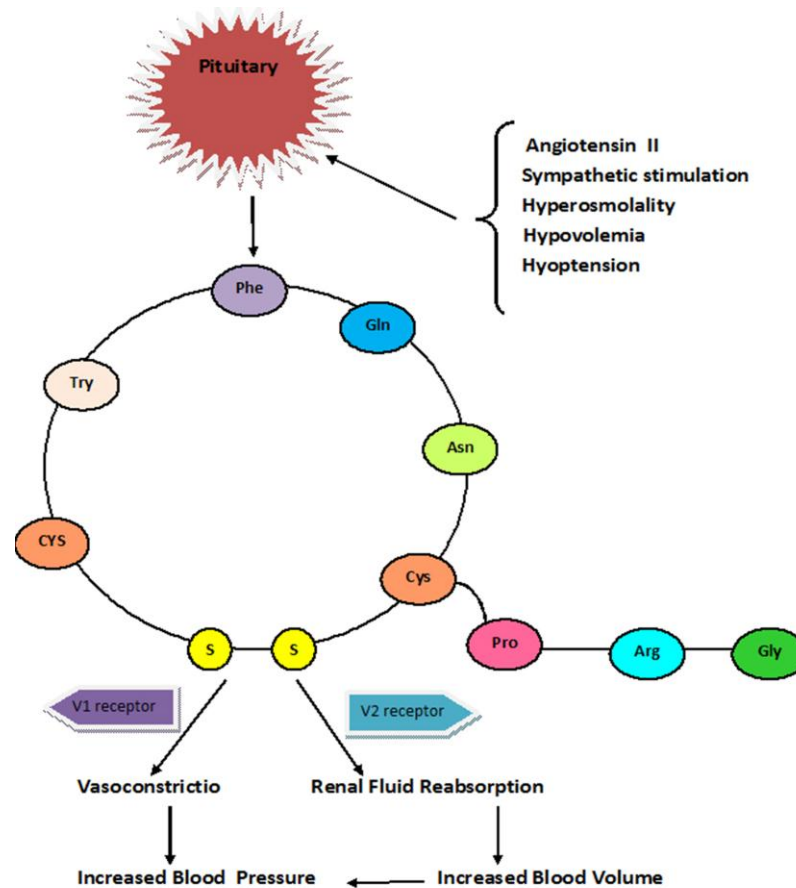 Pituitary
Angiotensin II
Sympathetic stimulation
Hyperosmolality
Hypovolemia
Hyoptension
Phe
Gln
Try
Asn
CYS
Cys
S
S
Pro
Arg
Gly
V1 receptor
V2 receptor
Vasoconstrictio
Renal Fluid Reabsorption
Increased Blood Pressure
Increased Blood Volume